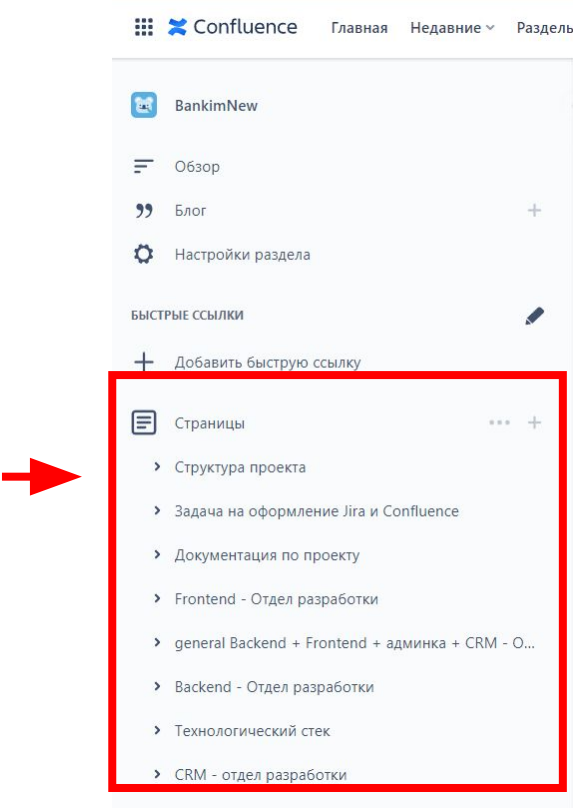 Confluence Главная Недавние Разделы
BankimNew
Обзор
Блог
Настройки раздела
БЫСТРЫЕ ССЫЛКИ
Добавить быструю ссылку
Страницы
Структура проекта
Задача на оформление Jira и Confluence
Документация по проекту
Frontend - Отдел разработки
general Backend + Frontend + админка + CRM - О...
Backend - Отдел разработки
Технологический стек
CRM - отдел разработки